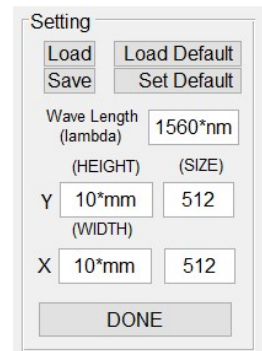 Setting
Load Load Default
Save Set Default
Wave Length
(lambda) 1560*nm
(HEIGHT) (SIZE)
Y 10*mm 512
(WIDTH)
X 10*mm 512
DONE